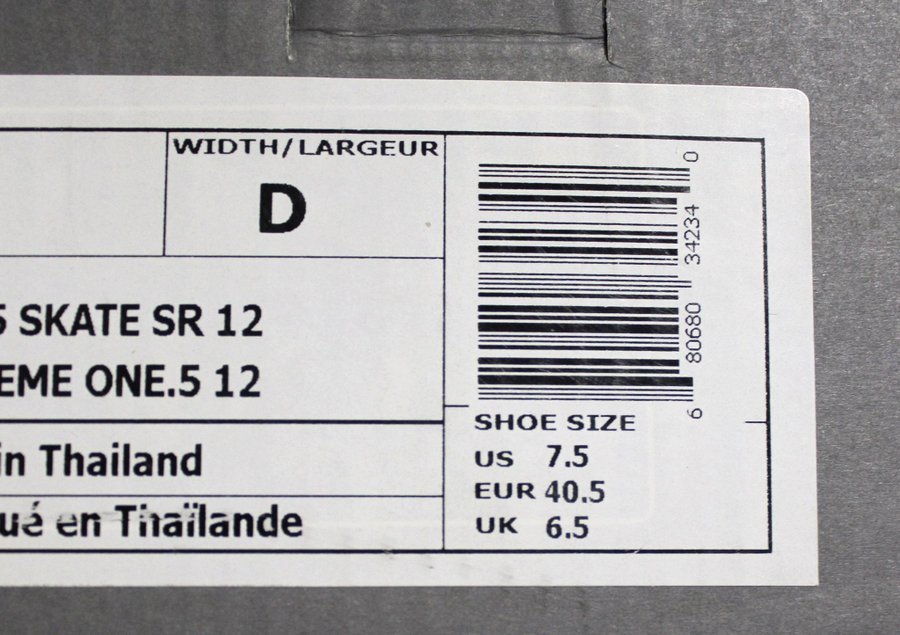 WIDTH/LARGEUR
D
5 SKATE SR 12
EME ONE.5 12
in Thailand
ué en Thaïlande
6 80680 34234 0
SHOE SIZE
US 7.5
EUR 40.5
UK 6.5